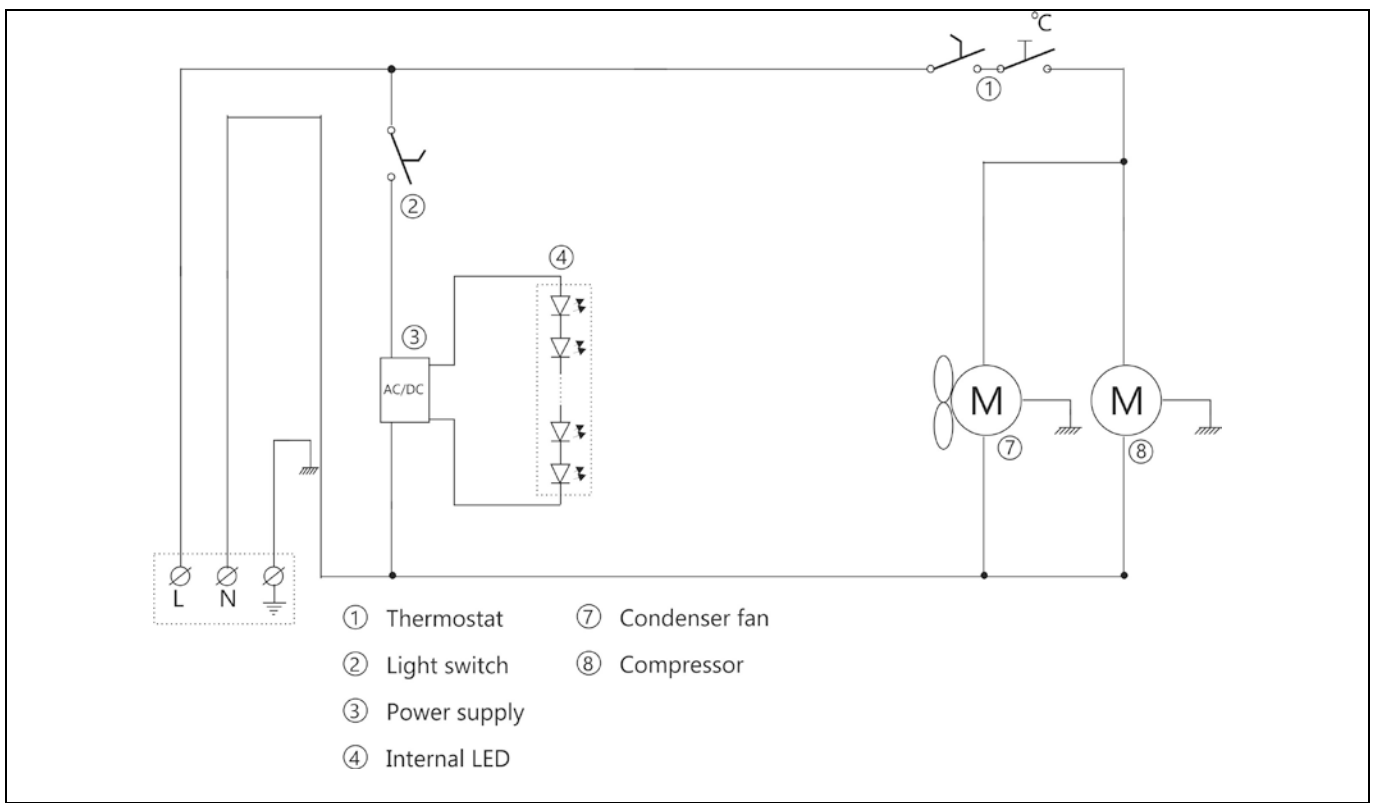 °C
①
②
④
③
AC/DC
M
M
⑦
⑧
L N
① Thermostat ⑦ Condenser fan
② Light switch ⑧ Compressor
③ Power supply
④ Internal LED